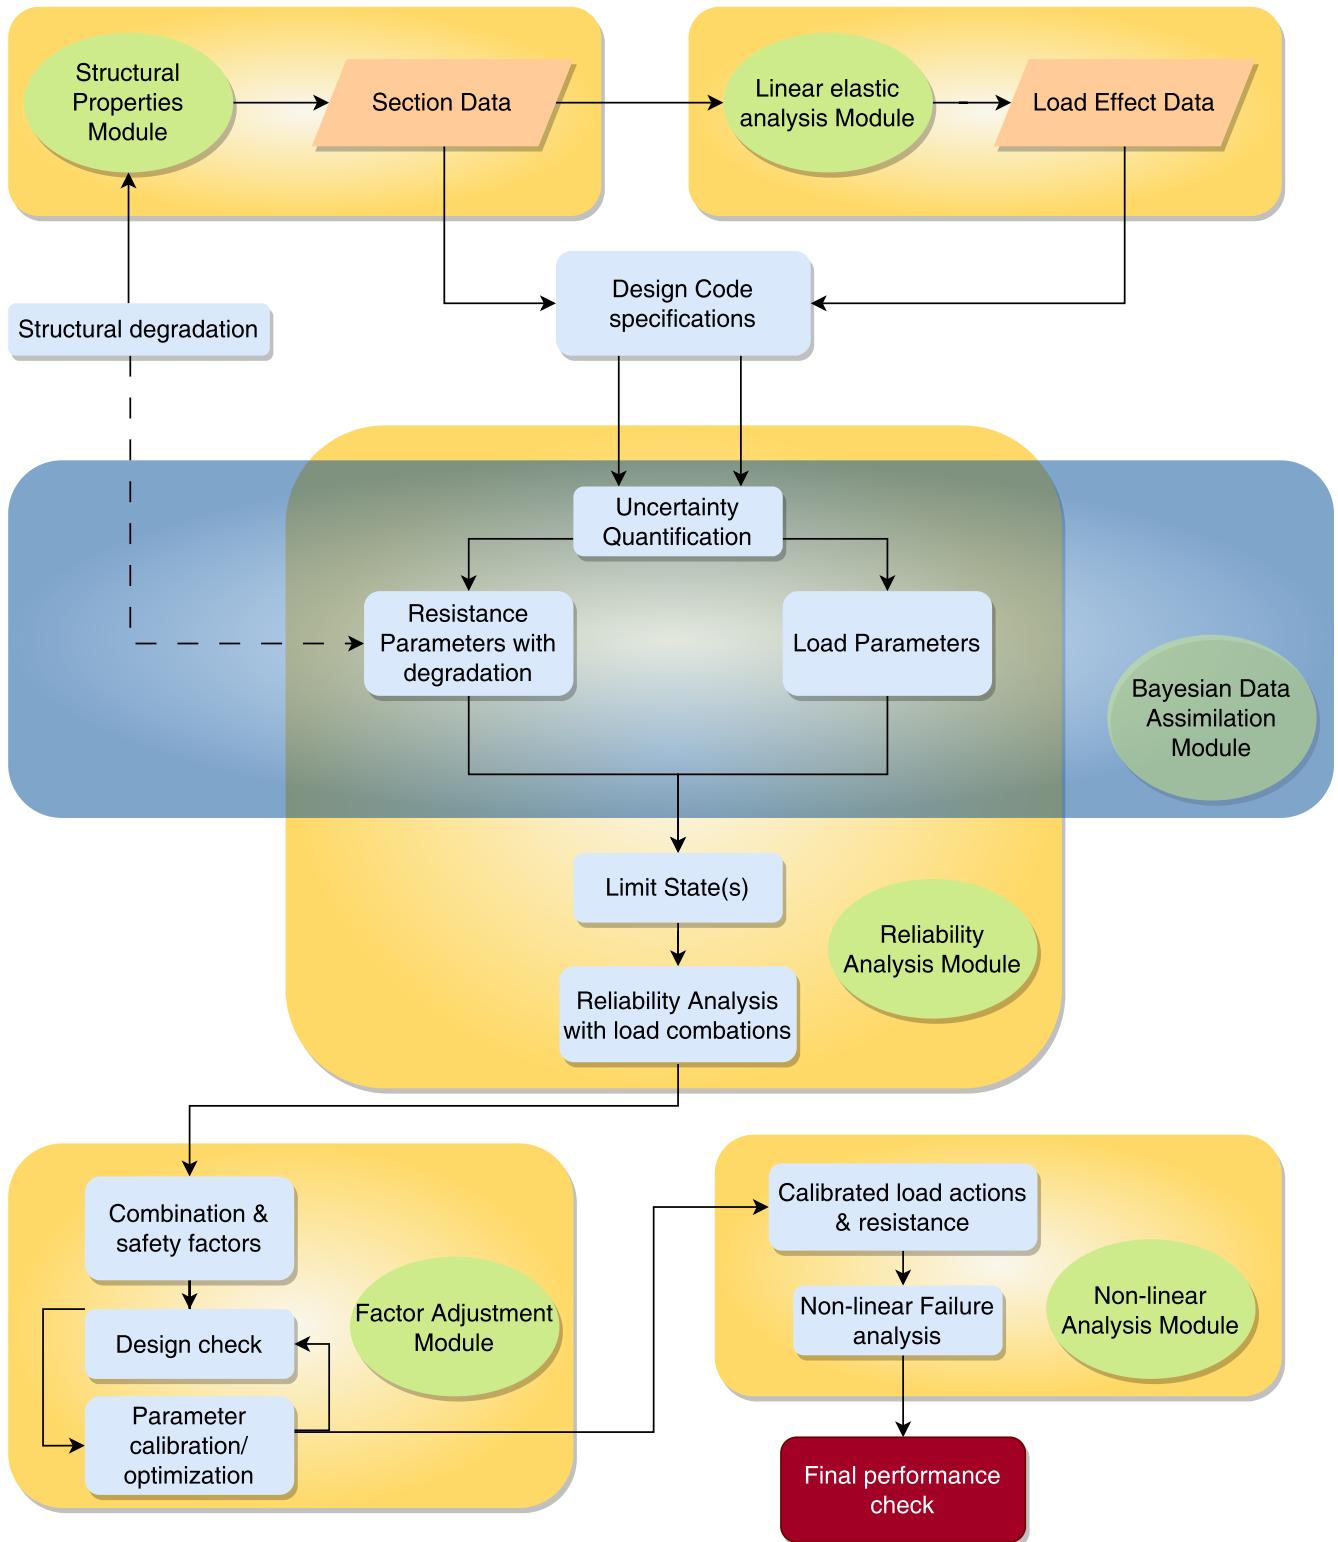 Structural
Properties
Module
Section Data
Linear elastic
analysis Module
Load Effect Data
Design Code
specifications
Structural degradation
Uncertainty
Quantification
Resistance
Parameters with
degradation
Load Parameters
Bayesian Data
Assimilation
Module
Limit State(s)
Reliability
Analysis Module
Reliability Analysis
with load combations
Combination &
safety factors
Factor Adjustment
Module
Design check
Parameter
calibration/
optimization
Calibrated load actions
& resistance
Non-linear Failure
analysis
Non-linear
Analysis Module
Final performance
check